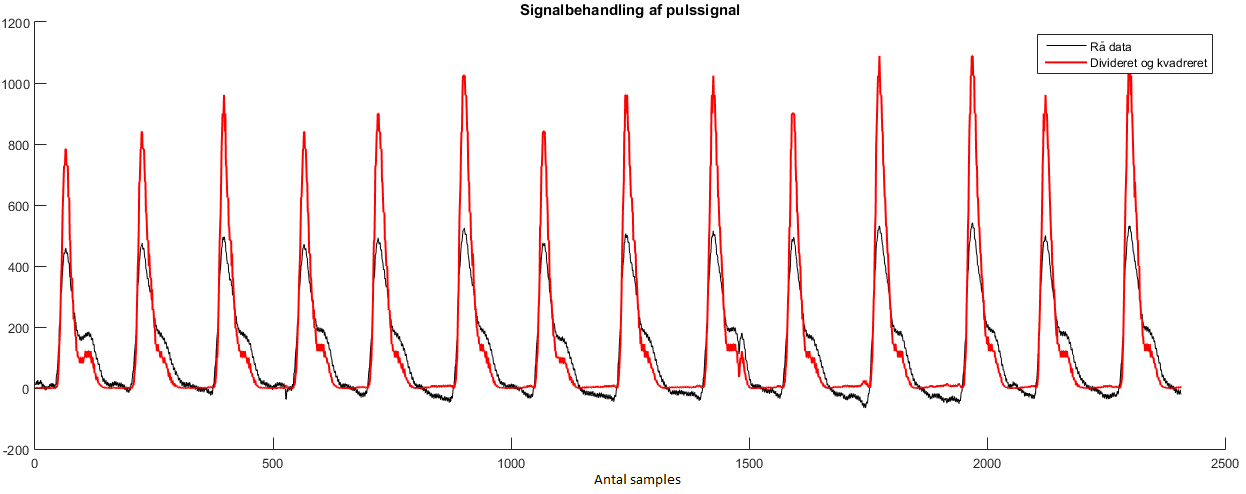 Signalbehandling af pulssignal
Rå data
Divideret og kvadreret
1200
1000
800
600
400
200
0
-200
0 500 1000 1500 2000 2500
Antal samples